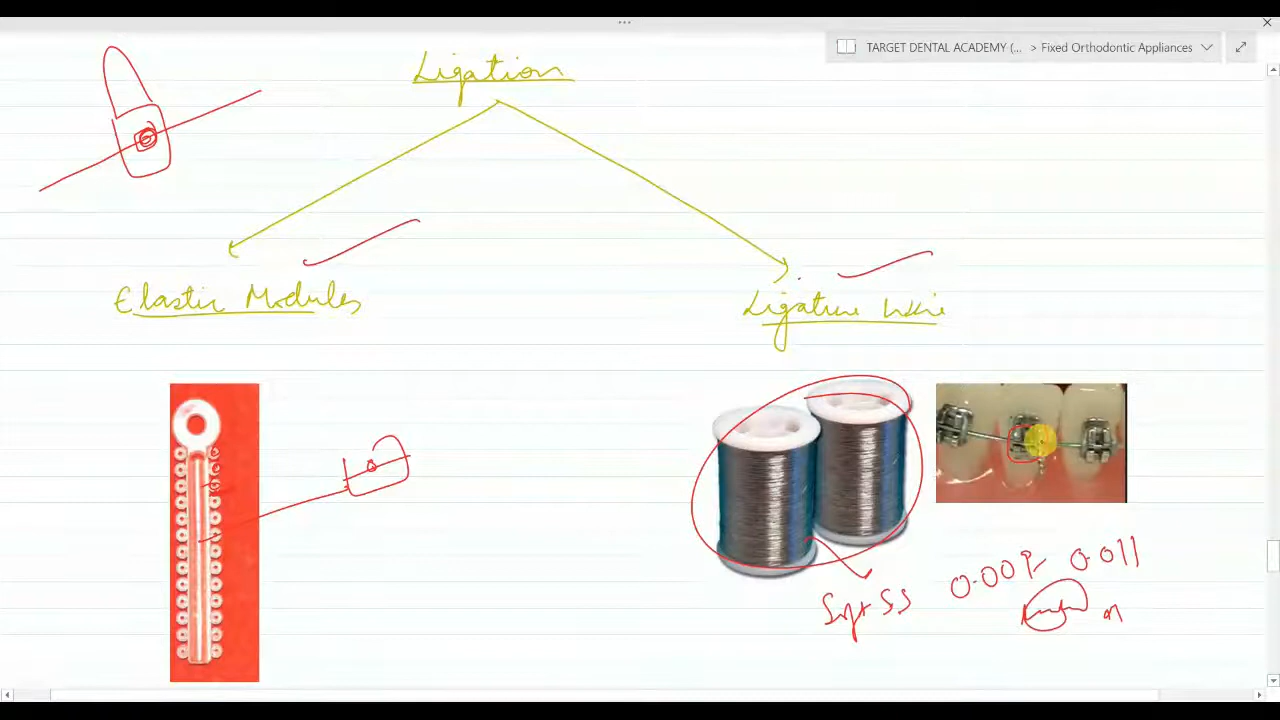 TARGET DENTAL ACADEMY (... > Fixed Orthodontic Appliances
Ligation
Elastic Modules
Ligature Wire
Soft SS
0.009 0.011